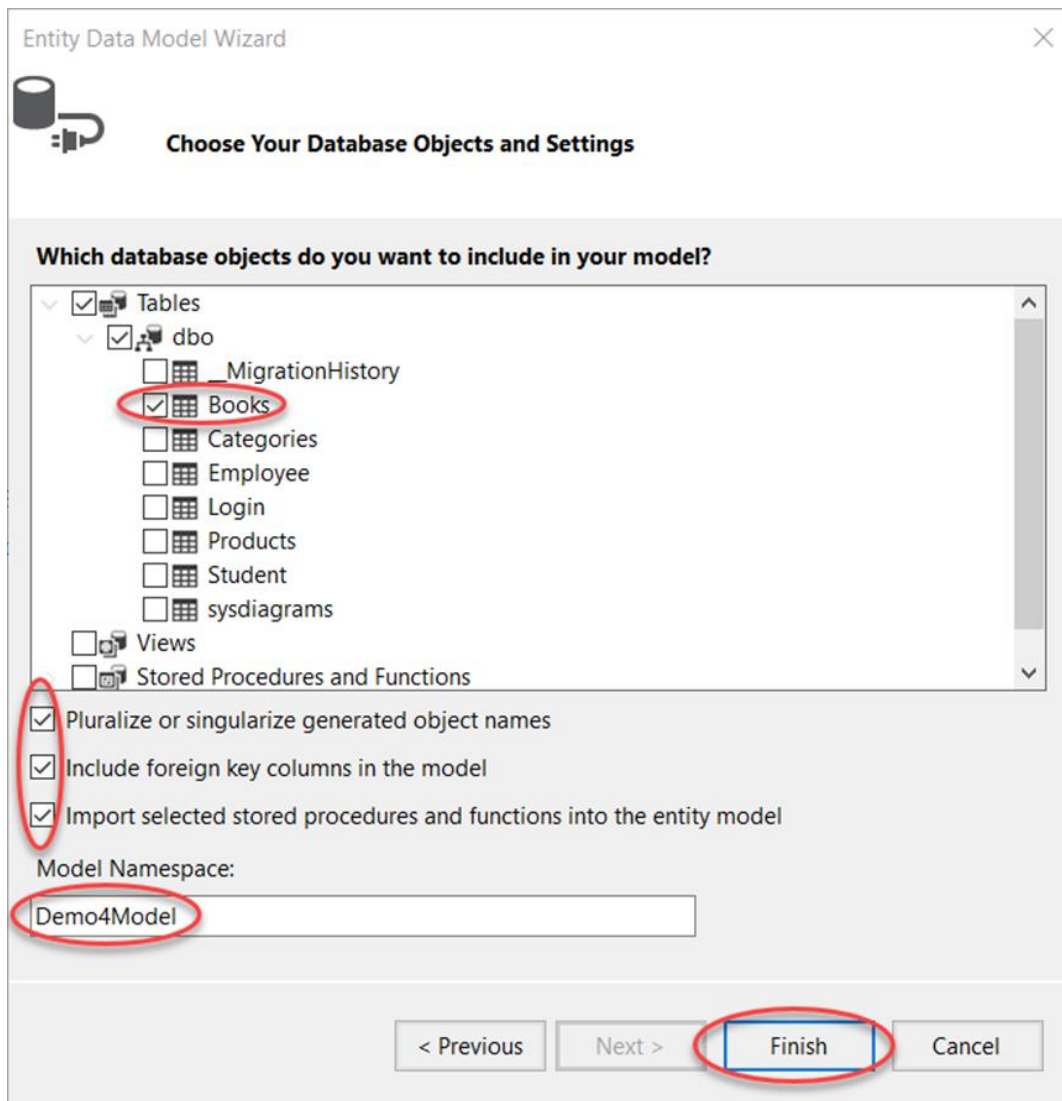 Entity Data Model Wizard
Choose Your Database Objects and Settings
Which database objects do you want to include in your model?
Tables
dbo
__MigrationHistory
Books
Categories
Employee
Login
Products
Student
sysdiagrams
Views
Stored Procedures and Functions
Pluralize or singularize generated object names
Include foreign key columns in the model
Import selected stored procedures and functions into the entity model
Model Namespace:
Demo4Model
< Previous Next > Finish Cancel